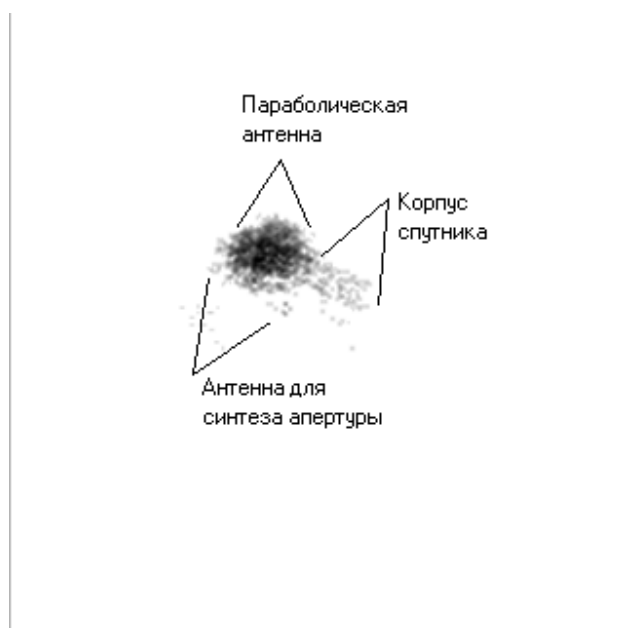 Параболическая
антенна
Корпус
спутника
Антенна для
синтеза апертуры